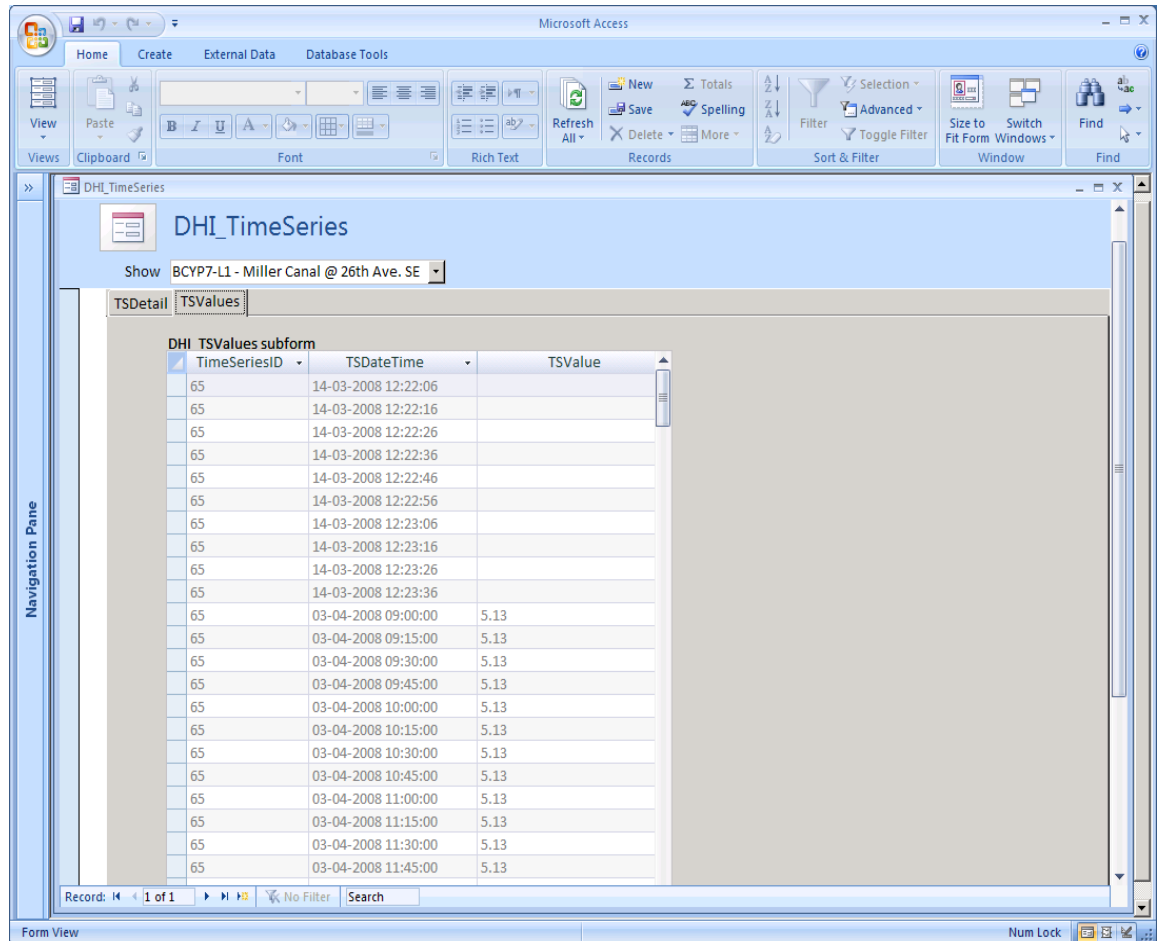 Microsoft Access
Home Create External Data Database Tools
View Paste B I U A ab Refresh All New Save Delete Σ Totals ABC Spelling More Filter Selection Advanced Toggle Filter Size to Fit Form Switch Windows Find
Views Clipboard Font Rich Text Records Sort & Filter Window Find
DHI_TimeSeries
DHI_TimeSeries
Show BCYP7-L1 - Miller Canal @ 26th Ave. SE
TSDetail TSValues
DHI_TSValues subform
TimeSeriesID TSDateTime TSValue
65 14-03-2008 12:22:06
65 14-03-2008 12:22:16
65 14-03-2008 12:22:26
65 14-03-2008 12:22:36
65 14-03-2008 12:22:46
65 14-03-2008 12:22:56
65 14-03-2008 12:23:06
65 14-03-2008 12:23:16
65 14-03-2008 12:23:26
65 14-03-2008 12:23:36
65 03-04-2008 09:00:00 5.13
65 03-04-2008 09:15:00 5.13
65 03-04-2008 09:30:00 5.13
65 03-04-2008 09:45:00 5.13
65 03-04-2008 10:00:00 5.13
65 03-04-2008 10:15:00 5.13
65 03-04-2008 10:30:00 5.13
65 03-04-2008 10:45:00 5.13
65 03-04-2008 11:00:00 5.13
65 03-04-2008 11:15:00 5.13
65 03-04-2008 11:30:00 5.13
65 03-04-2008 11:45:00 5.13
Navigation Pane
Record: 1 of 1 No Filter Search
Form View Num Lock